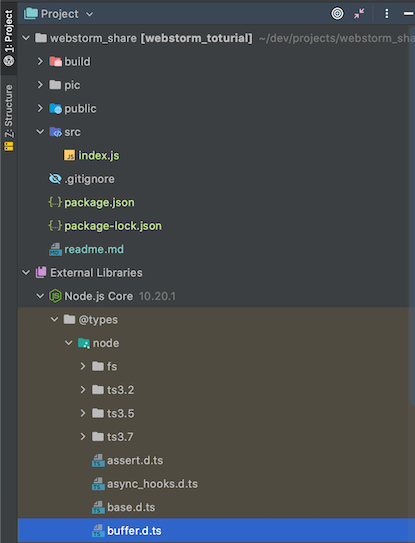 Project
1: Project
Z: Structure
webstorm_share [webstorm_toturial] ~/dev/projects/webstorm_sha
build
pic
public
src
index.js
.gitignore
package.json
package-lock.json
readme.md
External Libraries
Node.js Core 10.20.1
@types
node
fs
ts3.2
ts3.5
ts3.7
assert.d.ts
async_hooks.d.ts
base.d.ts
buffer.d.ts